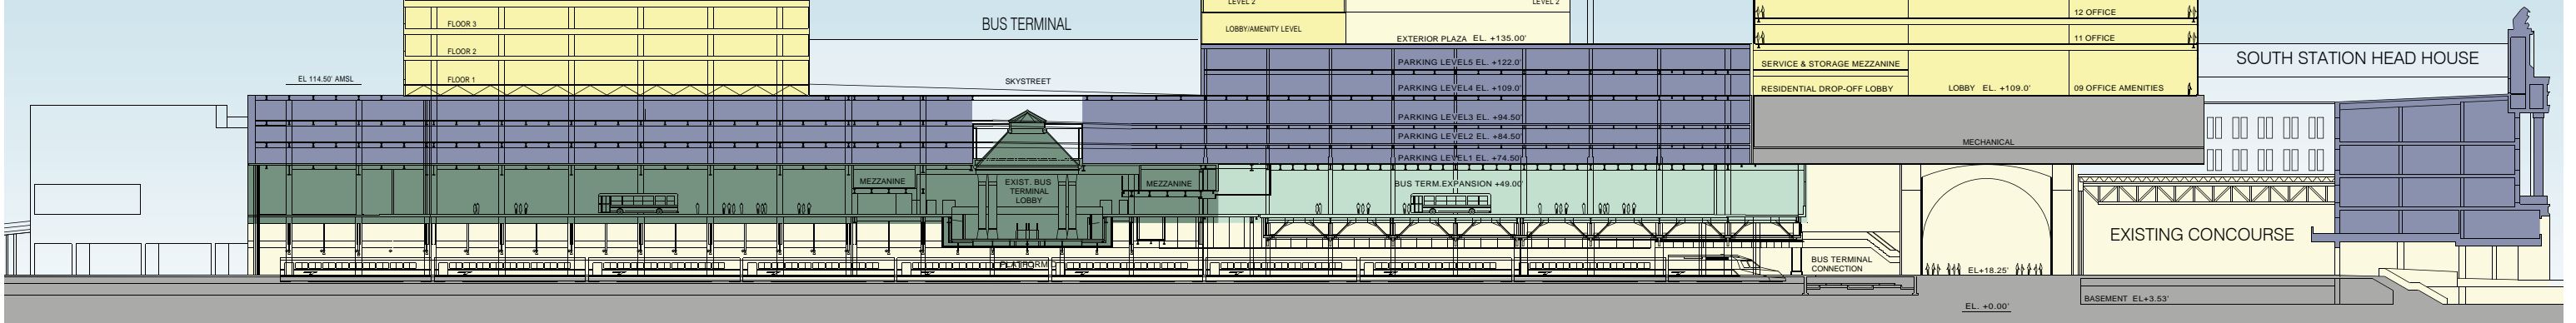 LEVEL 2
LEVEL 2
12 OFFICE
FLOOR 3
BUS TERMINAL
LOBBY/AMENITY LEVEL
EXTERIOR PLAZA EL. +135.00'
11 OFFICE
FLOOR 2
SOUTH STATION HEAD HOUSE
PARKING LEVEL5 EL. +122.0'
SERVICE & STORAGE MEZZANINE
EL 114.50' AMSL
FLOOR 1
SKYSTREET
PARKING LEVEL4 EL. +109.0'
RESIDENTIAL DROP-OFF LOBBY
LOBBY EL. +109.0'
09 OFFICE AMENITIES
PARKING LEVEL3 EL. +94.50'
PARKING LEVEL2 EL. +84.50'
MECHANICAL
PARKING LEVEL1 EL. +74.50'
MEZZANINE
EXIST. BUS
TERMINAL
LOBBY
MEZZANINE
BUS TERM.EXPANSION +49.00'
EXISTING CONCOURSE
PLATFORM
BUS TERMINAL
CONNECTION
EL+18.25'
BASEMENT EL+3.53'
EL. +0.00'